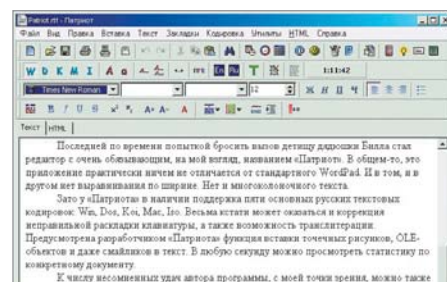 Patriot.rtf - Патриот
Файл Вид Правка Вставка Текст Закладки Кодировка Утилиты HTML Справка
W D K M I
En Ru
1:11:42
Times New Roman
12
Ж К Ц Ч
B I U S
Текст HTML
Последней по времени попыткой бросить вызов детищу дядюшки Билла стал
редактор с очень обязывающим, на мой взгляд, названием «Патриот». В общем-то, это
приложение практически ничем не отличается от стандартного WordPad. И в том, и в
другом нет выравнивания по ширине. Нет и многоколоночного текста.
Зато у «Патриота» в наличии поддержка пяти основных русских текстовых
кодировок: Win, Dos, Koi, Mac, Iso. Весьма кстати может оказаться и коррекция
неправильной раскладки клавиатуры, а также возможность транслитерации.
Предусмотрена разработчиком «Патриота» функция вставки точечных рисунков, OLE-
объектов и даже смайликов в текст. В любую секунду можно просмотреть статистику по
конкретному документу.
К числу несомненных удач автора программы, с моей точки зрения, можно также